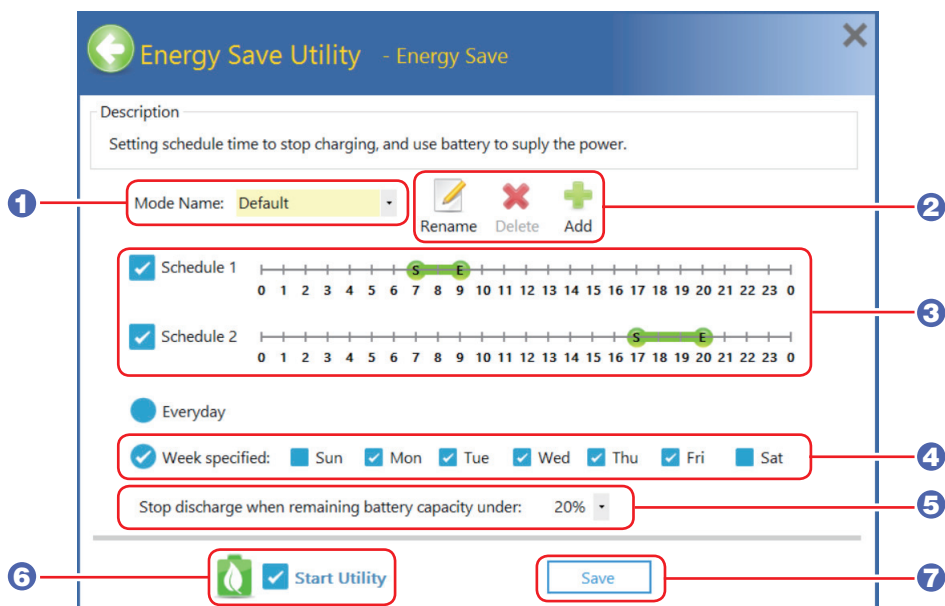 Energy Save Utility - Energy Save
Description
Setting schedule time to stop charging, and use battery to suply the power.
1 Mode Name: Default
Rename Delete Add 2
Schedule 1 S E
0 1 2 3 4 5 6 7 8 9 10 11 12 13 14 15 16 17 18 19 20 21 22 23 0
3
Schedule 2 S E
0 1 2 3 4 5 6 7 8 9 10 11 12 13 14 15 16 17 18 19 20 21 22 23 0
Everyday
Week specified: Sun Mon Tue Wed Thu Fri Sat 4
Stop discharge when remaining battery capacity under: 20% 5
6 Start Utility Save 7